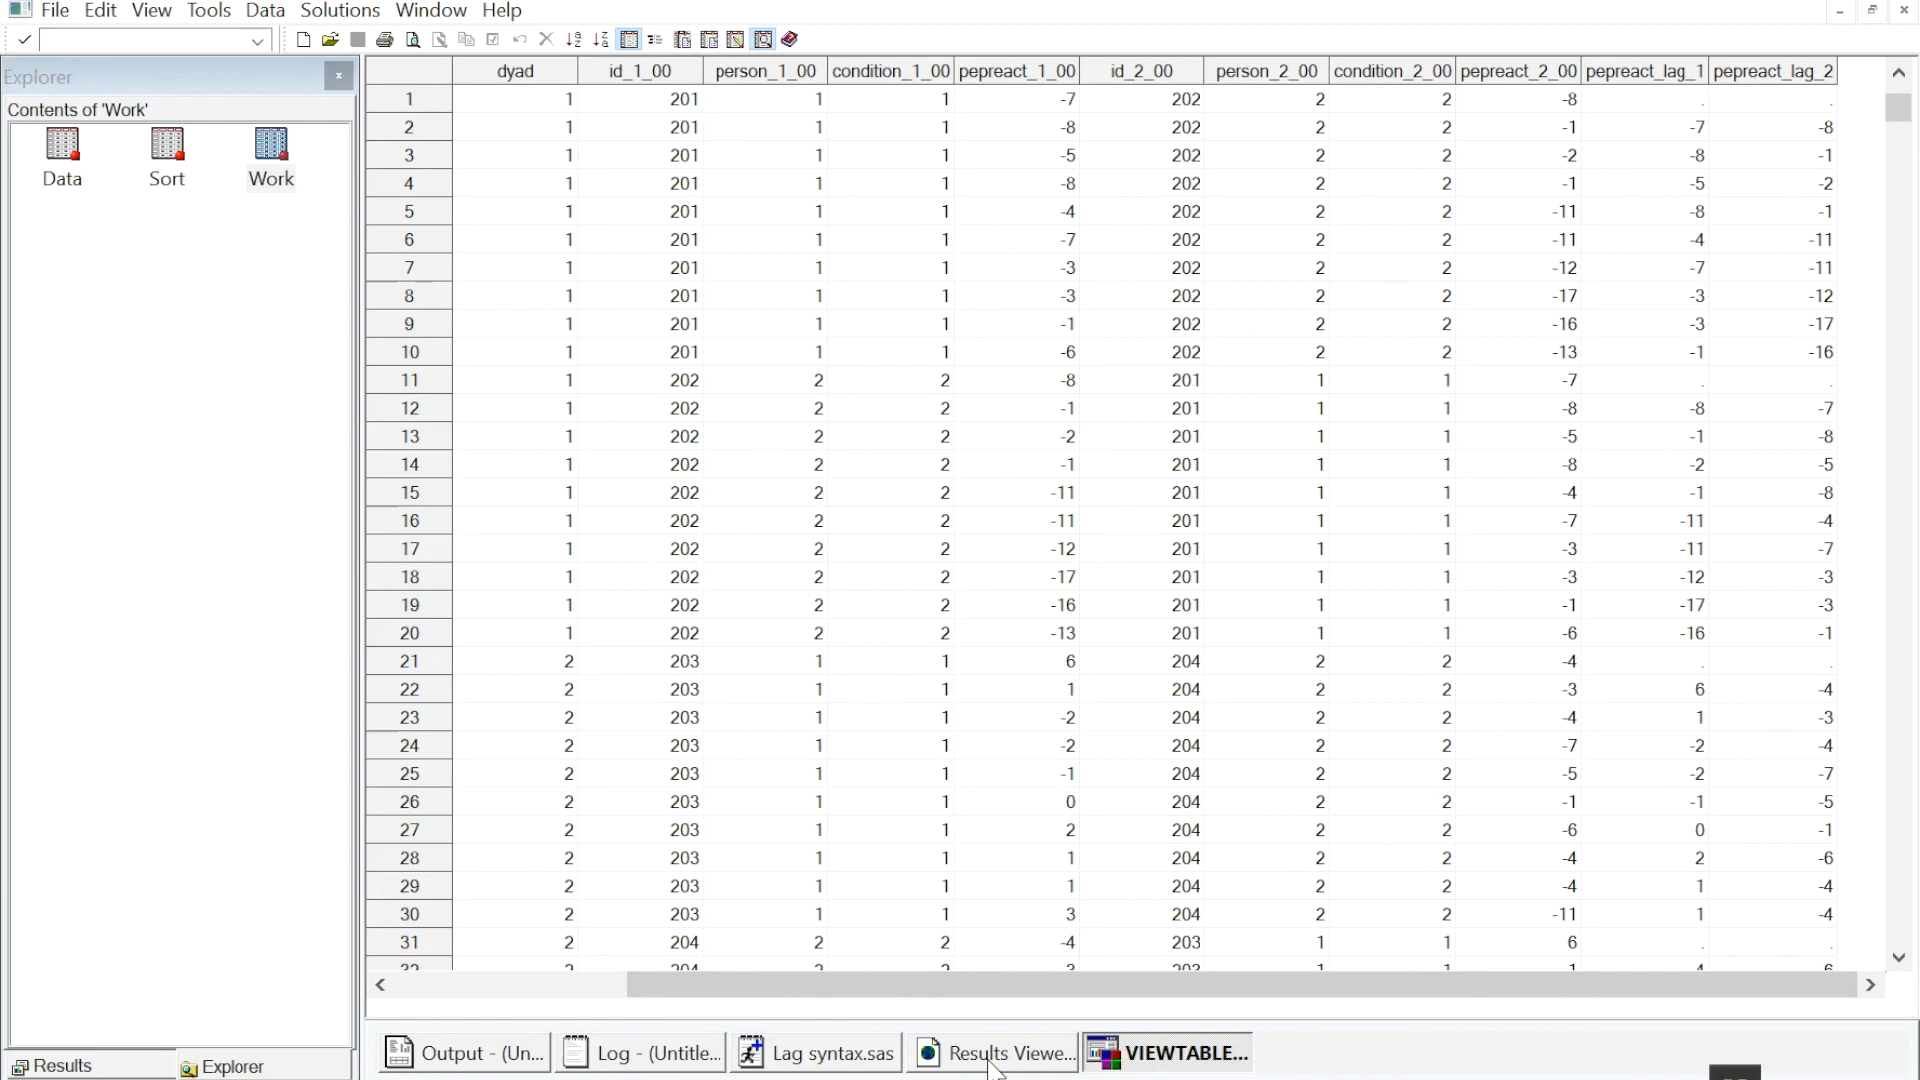 File Edit View Tools Data Solutions Window Help
Explorer
Contents of 'Work'
Data Sort Work
dyad id_1_00 person_1_00 condition_1_00 pepreact_1_00 id_2_00 person_2_00 condition_2_00 pepreact_2_00 pepreact_lag_1 pepreact_lag_2
1 1 201 1 1 -7 202 2 2 -8 . .
2 1 201 1 1 -8 202 2 2 -1 -7 -8
3 1 201 1 1 -5 202 2 2 -2 -8 -1
4 1 201 1 1 -8 202 2 2 -1 -5 -2
5 1 201 1 1 -4 202 2 2 -11 -8 -1
6 1 201 1 1 -7 202 2 2 -11 -4 -11
7 1 201 1 1 -3 202 2 2 -12 -7 -11
8 1 201 1 1 -3 202 2 2 -17 -3 -12
9 1 201 1 1 -1 202 2 2 -16 -3 -17
10 1 201 1 1 -6 202 2 2 -13 -1 -16
11 1 202 2 2 -8 201 1 1 -7 . .
12 1 202 2 2 -1 201 1 1 -8 -8 -7
13 1 202 2 2 -2 201 1 1 -5 -1 -8
14 1 202 2 2 -1 201 1 1 -8 -2 -5
15 1 202 2 2 -11 201 1 1 -4 -1 -8
16 1 202 2 2 -11 201 1 1 -7 -11 -4
17 1 202 2 2 -12 201 1 1 -3 -11 -7
18 1 202 2 2 -17 201 1 1 -3 -12 -3
19 1 202 2 2 -16 201 1 1 -1 -17 -3
20 1 202 2 2 -13 201 1 1 -6 -16 -1
21 2 203 1 1 6 204 2 2 -4 . .
22 2 203 1 1 1 204 2 2 -3 6 -4
23 2 203 1 1 -2 204 2 2 -4 1 -3
24 2 203 1 1 -2 204 2 2 -7 -2 -4
25 2 203 1 1 -1 204 2 2 -5 -2 -7
26 2 203 1 1 0 204 2 2 -1 -1 -5
27 2 203 1 1 2 204 2 2 -6 0 -1
28 2 203 1 1 1 204 2 2 -4 2 -6
29 2 203 1 1 1 204 2 2 -4 1 -4
30 2 203 1 1 3 204 2 2 -11 1 -4
31 2 204 2 2 -4 203 1 1 6 . .
Results Explorer
Output - (Un... Log - (Untitle... Lag syntax.sas Results Viewe... VIEWTABLE...